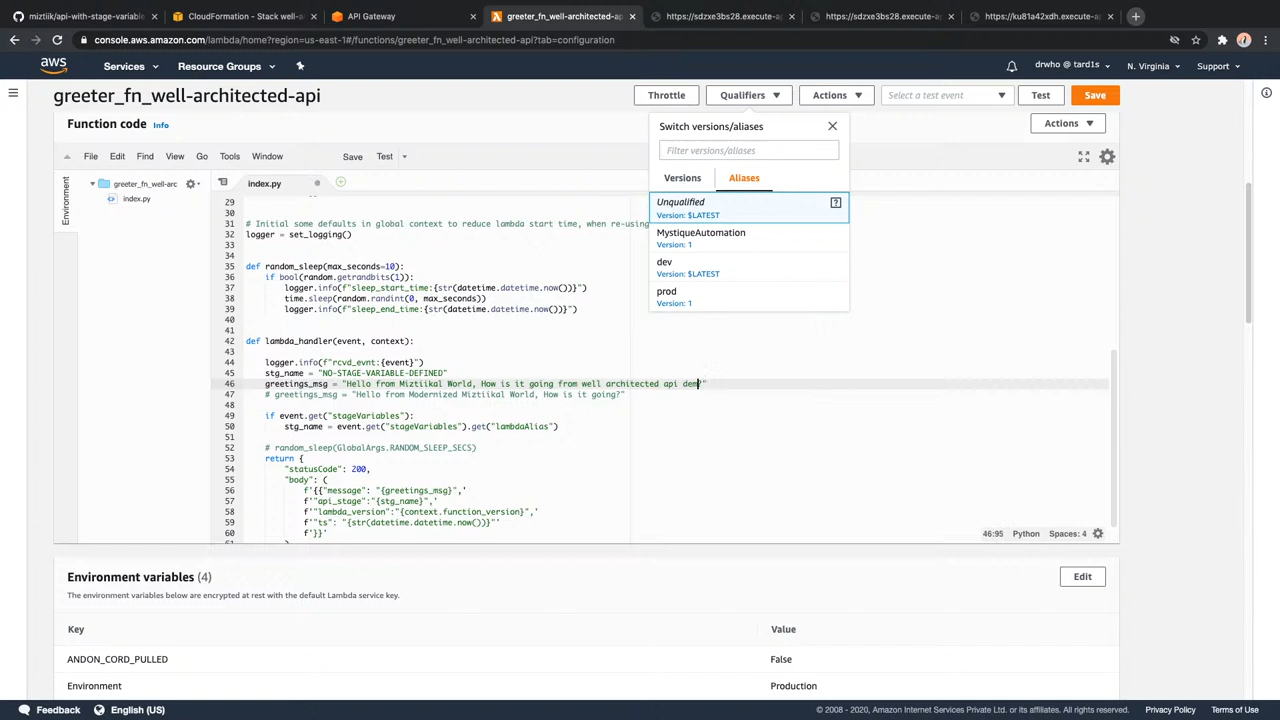 miztiik/api-with-stage-variable
CloudFormation - Stack well-a
API Gateway
greeter_fn_well-architected-api
https://sdzxe3bs28.execute-a
https://sdzxe3bs28.execute-a
https://ku81a42xdh.execute-ap
console.aws.amazon.com/lambda/home?region=us-east-1#/functions/greeter_fn_well-architected-api?tab=configuration
aws Services Resource Groups drwho @ tard1s N. Virginia Support
greeter_fn_well-architected-api Throttle Qualifiers Actions Select a test event Test Save
Function code Info Actions
Switch versions/aliases
Filter versions/aliases
Versions Aliases
Unqualified
Version: $LATEST
MystiqueAutomation
Version: 1
dev
Version: $LATEST
prod
Version: 1
File Edit Find View Go Tools Window Save Test
Environment
greeter_fn_well-arc
index.py
index.py
29
30
31 # Initial some defaults in global context to reduce lambda start time, when re-using
32 logger = set_logging()
33
34
35 def random_sleep(max_seconds=10):
36 if bool(random.getrandbits(1)):
37 logger.info(f"sleep_start_time:{str(datetime.datetime.now())}")
38 time.sleep(random.randint(0, max_seconds))
39 logger.info(f"sleep_end_time:{str(datetime.datetime.now())}")
40
41
42 def lambda_handler(event, context):
43
44 logger.info(f"rcvd_evnt:{event}")
45 stg_name = "NO-STAGE-VARIABLE-DEFINED"
46 greetings_msg = "Hello from Miztiikal World, How is it going from well architected api dem?"
47 # greetings_msg = "Hello from Modernized Miztiikal World, How is it going?"
48
49 if event.get("stageVariables"):
50 stg_name = event.get("stageVariables").get("lambdaAlias")
51
52 # random_sleep(GlobalArgs.RANDOM_SLEEP_SECS)
53 return {
54 "statusCode": 200,
55 "body": (
56 f'{{"message": "{greetings_msg}",'
57 f'"api_stage":"{stg_name}",'
58 f'"lambda_version":"{context.function_version}",'
59 f'"ts": "{str(datetime.datetime.now())}"'
60 f'}}'
61 )
46:95 Python Spaces: 4
Environment variables (4) Edit
The environment variables below are encrypted at rest with the default Lambda service key.
Key Value
ANDON_CORD_PULLED False
Environment Production
Feedback English (US) © 2008 - 2020, Amazon Internet Services Private Ltd. or its affiliates. All rights reserved. Privacy Policy Terms of Use